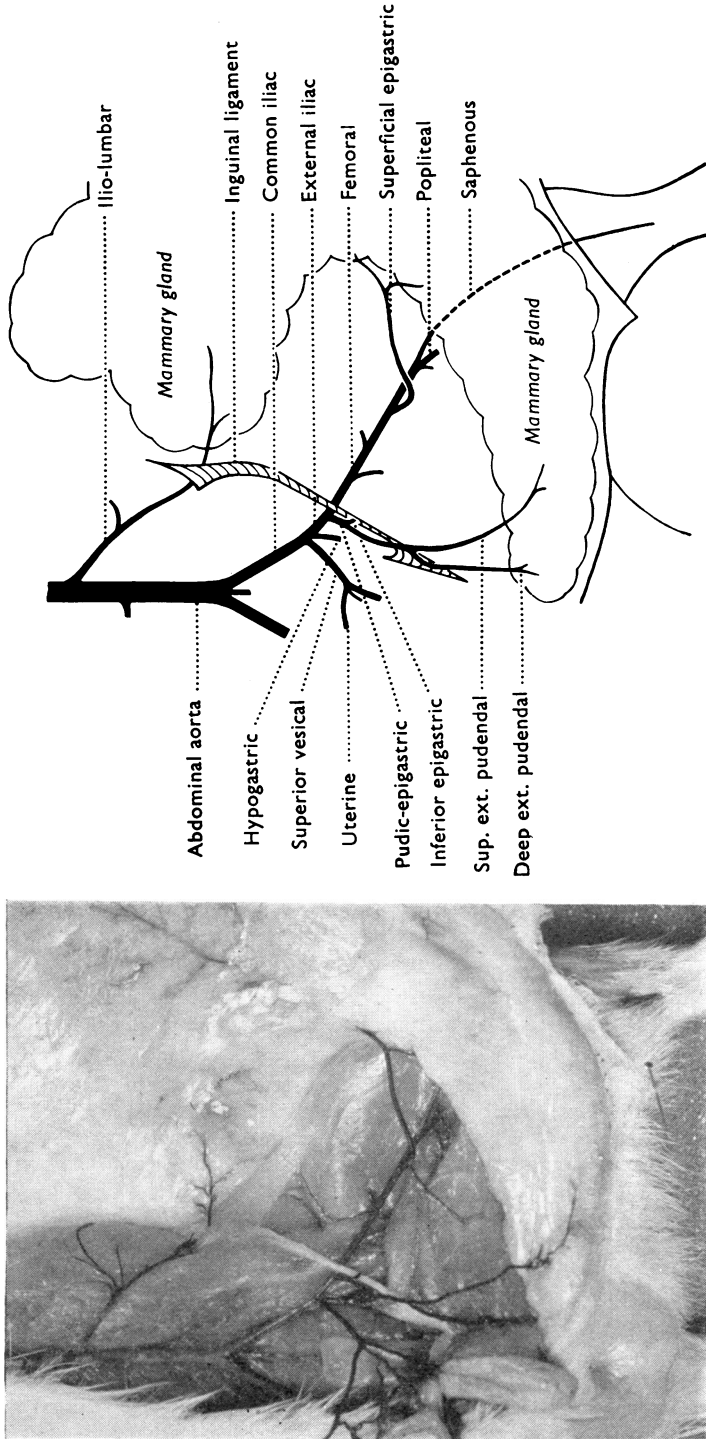 Ilio-lumbar
Inguinal ligament
Common iliac
External iliac
Femoral
Superficial epigastric
Popliteal
Saphenous
Mammary gland
Mammary gland
Abdominal aorta
Hypogastric
Superior vesical
Uterine
Pudic-epigastric
Inferior epigastric
Sup. ext. pudendal
Deep ext. pudendal